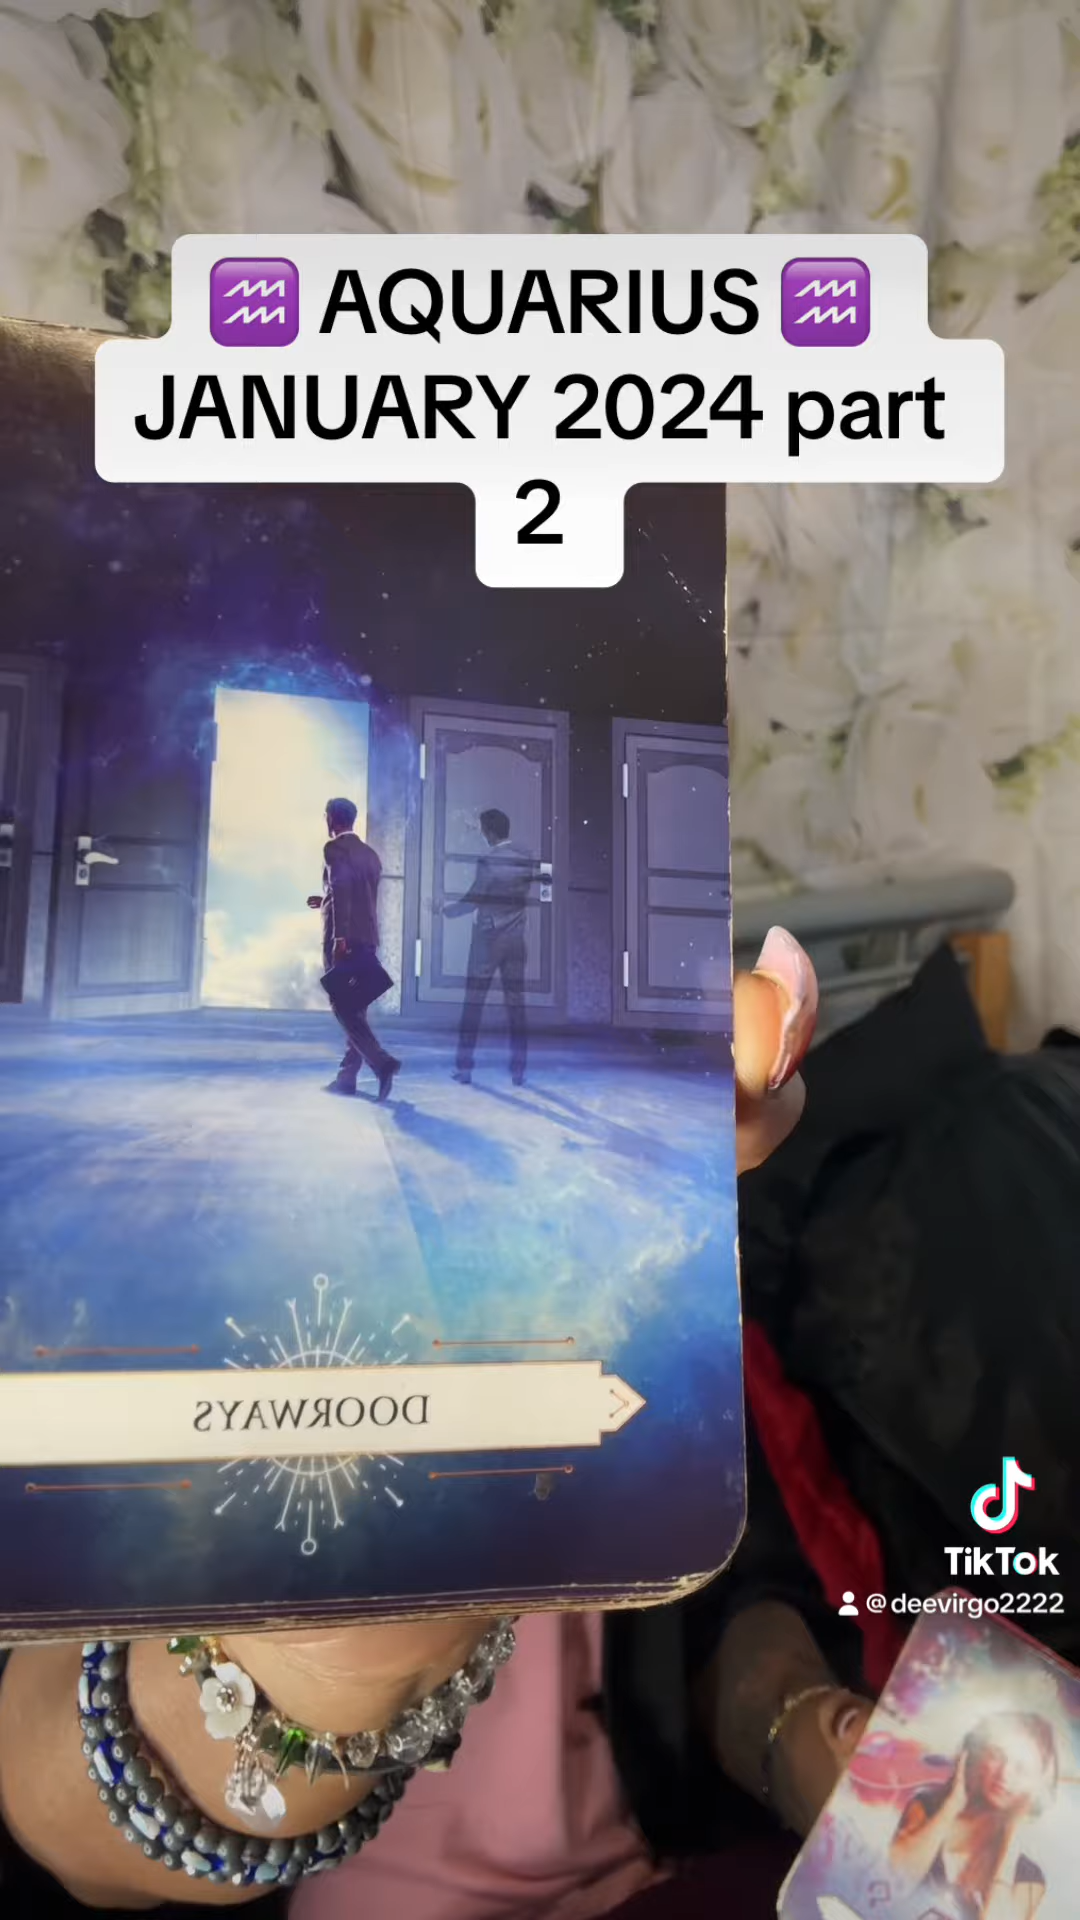 ♒ AQUARIUS ♒
JANUARY 2024 part
2
DOORWAYS
TikTok
@deevirgo2222